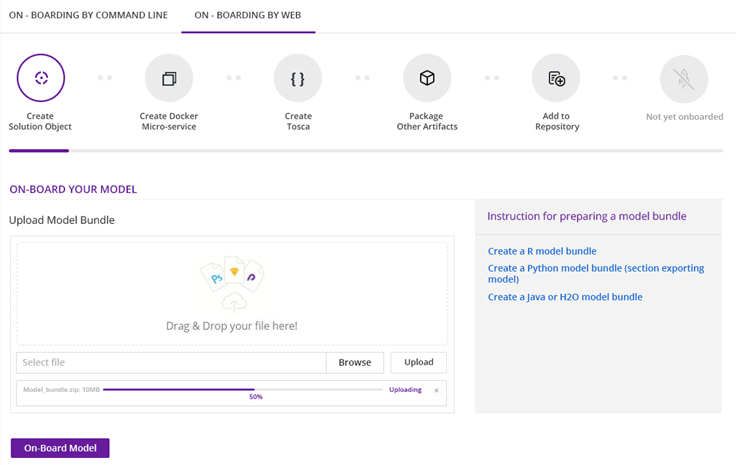 ON - BOARDING BY COMMAND LINE
ON - BOARDING BY WEB
Create
Solution Object
Create Docker
Micro-service
{ }
Create
Tosca
Package
Other Artifacts
Add to
Repository
Not yet onboarded
ON-BOARD YOUR MODEL
Upload Model Bundle
Ps
Drag & Drop your file here!
Select file
Browse
Upload
Model_bundle.zip: 10MB
Uploading
x
50%
Instruction for preparing a model bundle
Create a R model bundle
Create a Python model bundle (section exporting
model)
Create a Java or H2O model bundle
On-Board Model